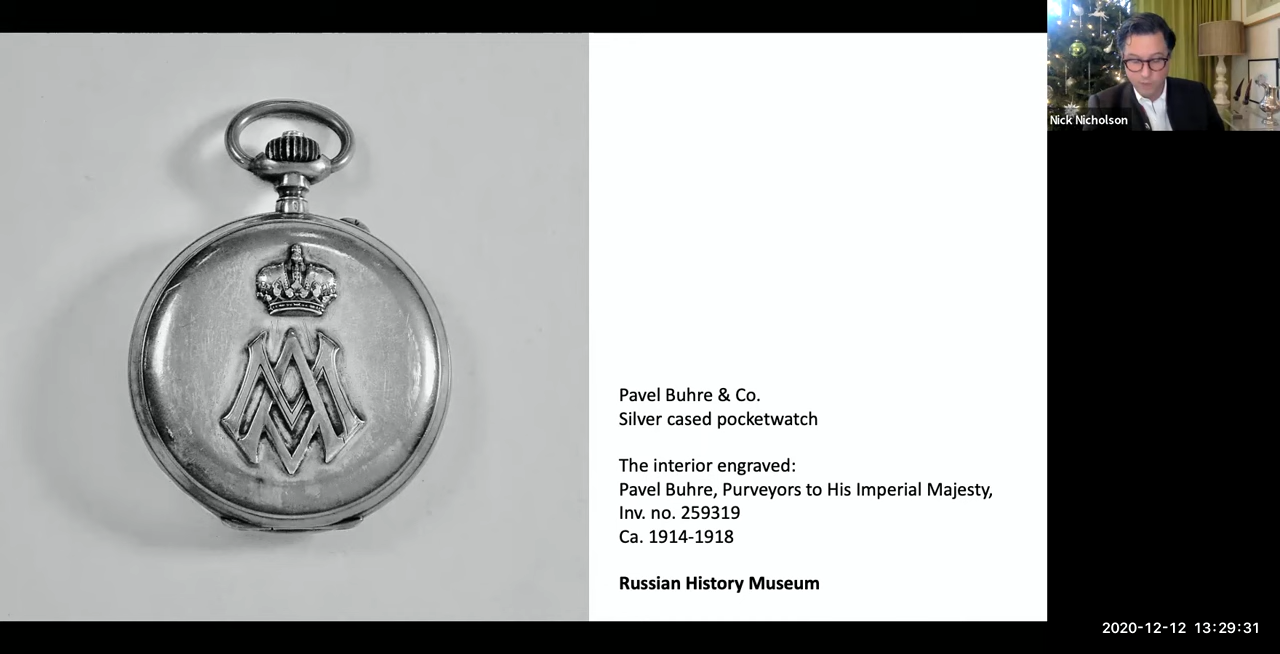 Nick Nicholson
Pavel Buhre & Co.
Silver cased pocketwatch
The interior engraved:
Pavel Buhre, Purveyors to His Imperial Majesty,
Inv. no. 259319
Ca. 1914-1918
Russian History Museum
2020-12-12 13:29:31